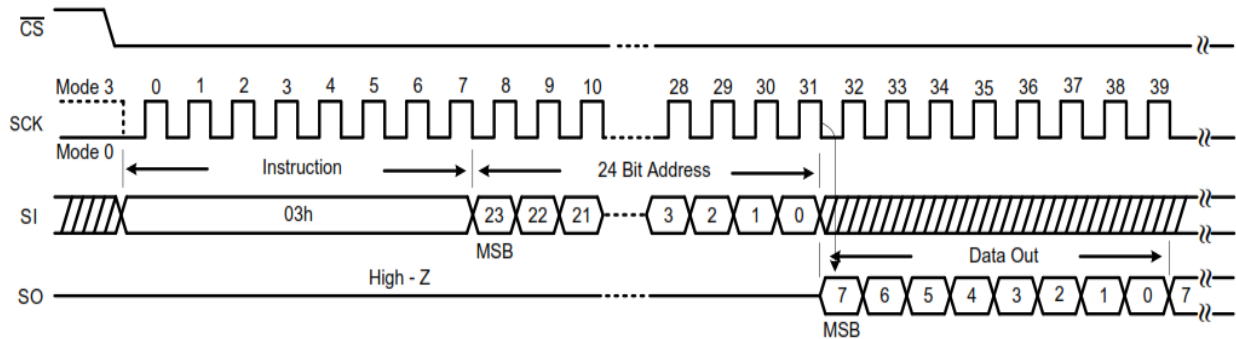 CS
Mode 3 0 1 2 3 4 5 6 7 8 9 10 28 29 30 31 32 33 34 35 36 37 38 39
SCK
Mode 0
Instruction 24 Bit Address
SI 03h 23 22 21 3 2 1 0
MSB Data Out
High - Z
SO 7 6 5 4 3 2 1 0 7
MSB